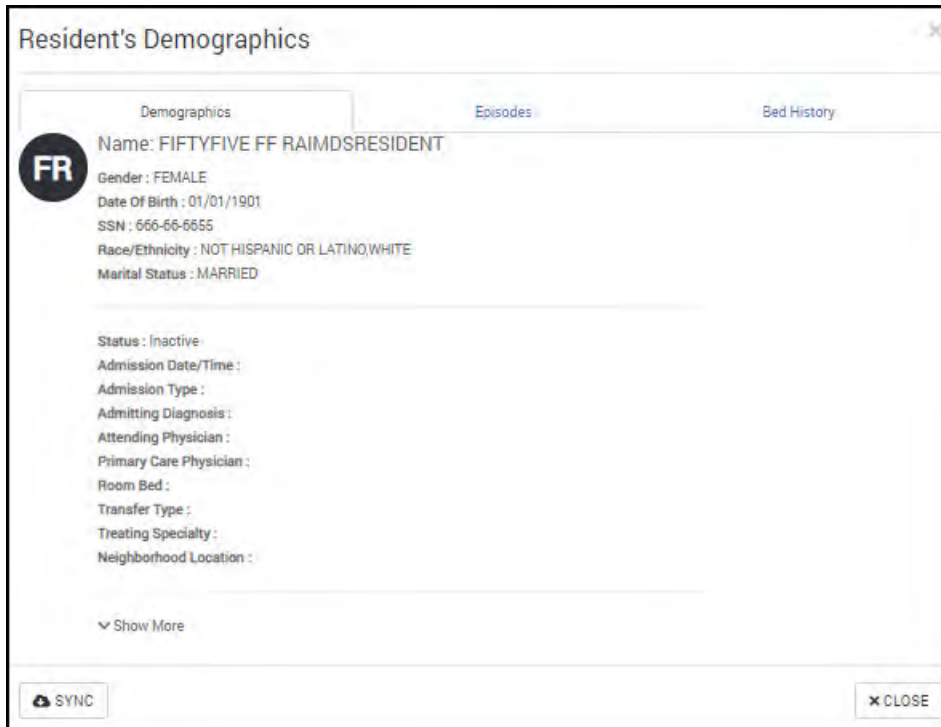 Resident's Demographics
Demographics Episodes Bed History
FR
Name: FIFTYFIVE FF RAIMDSRESIDENT
Gender : FEMALE
Date Of Birth : 01/01/1901
SSN : 666-66-6655
Race/Ethnicity : NOT HISPANIC OR LATINO,WHITE
Marital Status : MARRIED
Status : Inactive
Admission Date/Time :
Admission Type :
Admitting Diagnosis :
Attending Physician :
Primary Care Physician :
Room Bed :
Transfer Type :
Treating Specialty :
Neighborhood Location :
Show More
SYNC CLOSE